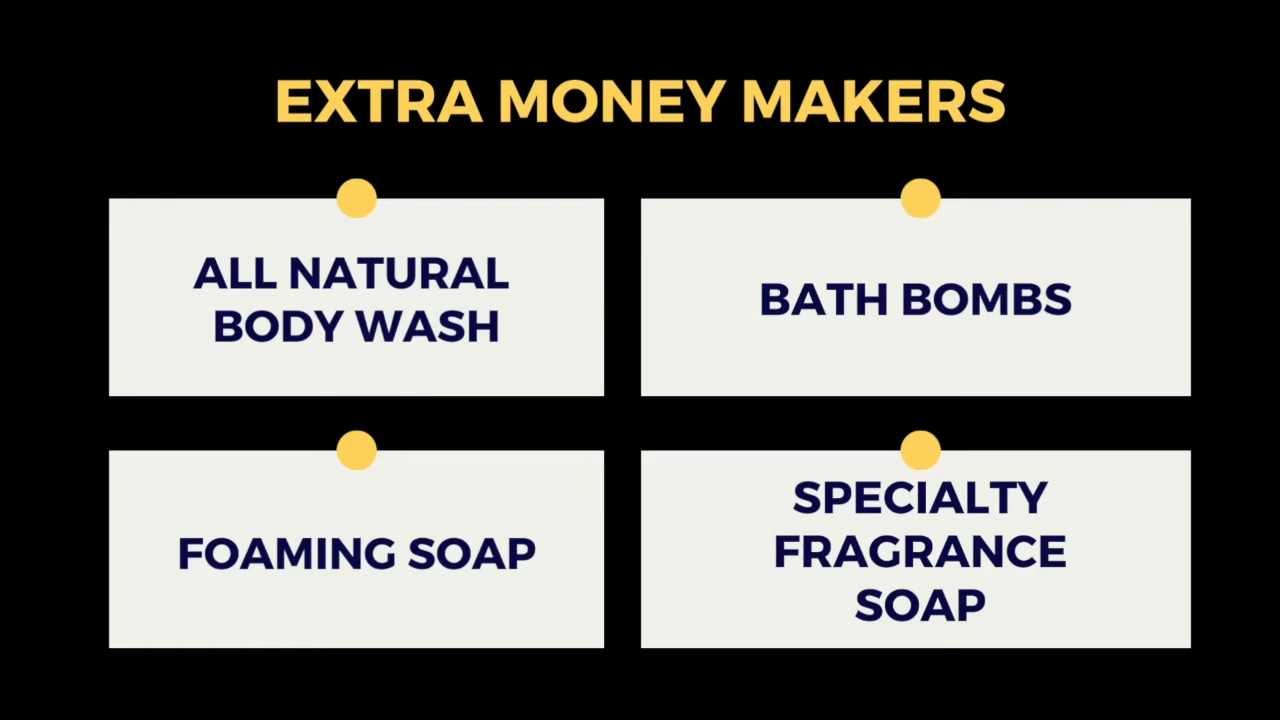 EXTRA MONEY MAKERS
ALL NATURAL
BODY WASH
BATH BOMBS
FOAMING SOAP
SPECIALTY
FRAGRANCE
SOAP